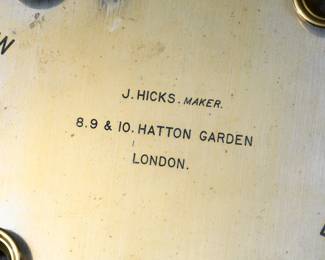 W
J. HICKS. MAKER.
8.9 & 10. HATTON GARDEN
LONDON.